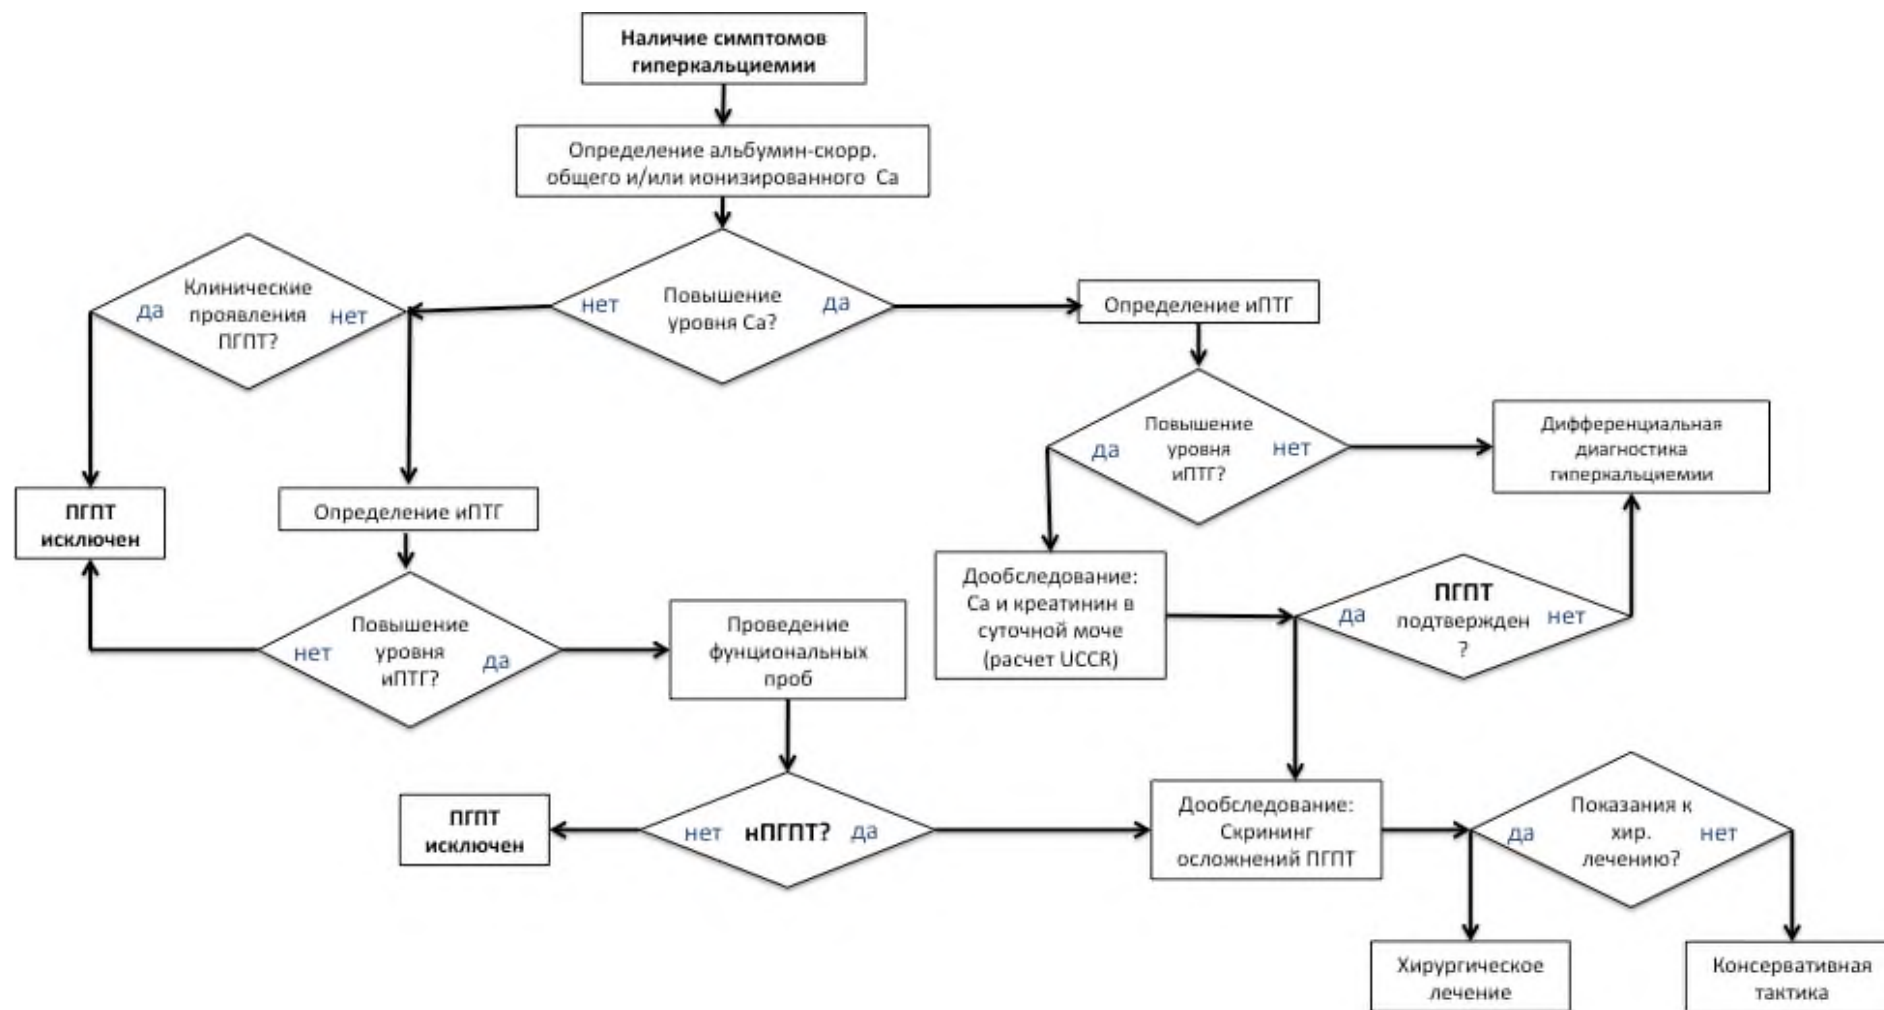 Наличие симптомов
гиперкальциемии
Определение альбумин-скорр.
общего и/или ионизированного Са
Клинические
проявления
ПГПТ?
да
нет
нет
Повышение
уровня Са?
да
Определение иПТГ
Повышение
уровня
иПТГ?
да
нет
Дифференциальная
диагностика
гиперкальциемии
ПГПТ
исключен
Определение иПТГ
Дообследование:
Са и креатинин в
суточной моче
(расчет UCCR)
да
ПГПТ
подтвержден
?
нет
нет
Повышение
уровня
иПТГ?
да
Проведение
фунциональных
проб
ПГПТ
исключен
нет
нПГПТ?
да
Дообследование:
Скрининг
осложнений ПГПТ
Показания к
хир.
лечению?
да
нет
Хирургическое
лечение
Консервативная
тактика